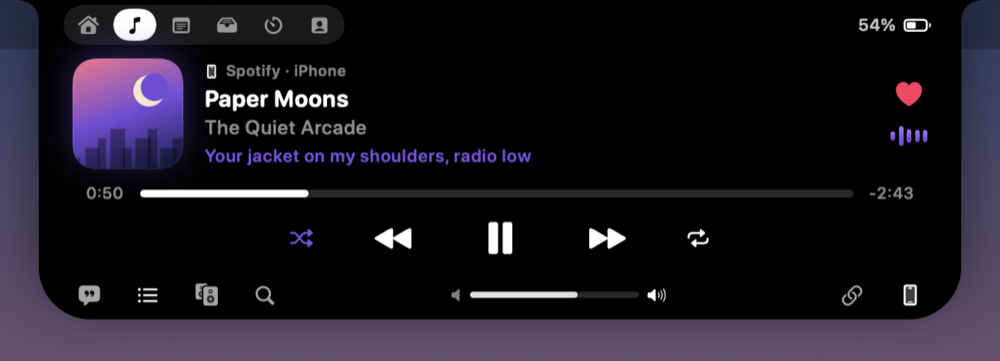 54%
Spotify · iPhone
Paper Moons
The Quiet Arcade
Your jacket on my shoulders, radio low
0:50
-2:43